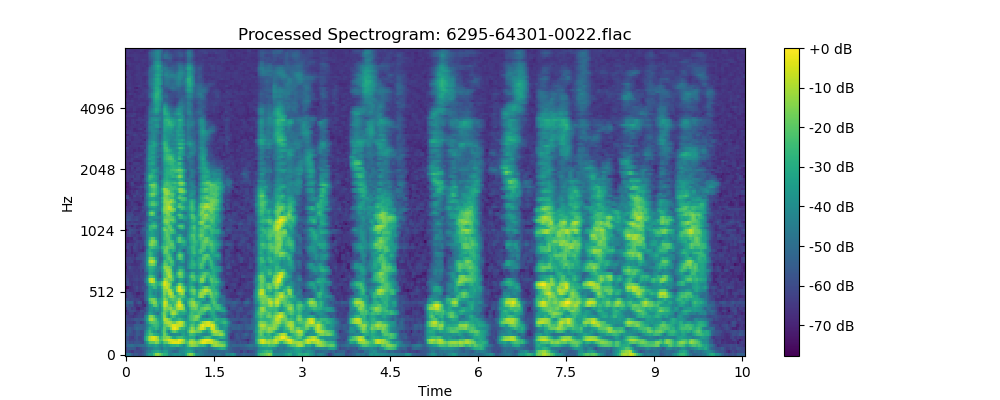 Processed Spectrogram: 6295-64301-0022.flac
Hz
4096
2048
1024
512
0
0 1.5 3 4.5 6 7.5 9 10
Time
+0 dB
-10 dB
-20 dB
-30 dB
-40 dB
-50 dB
-60 dB
-70 dB